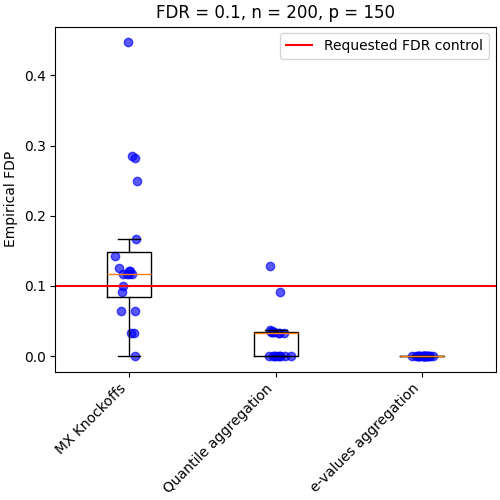 FDR = 0.1, n = 200, p = 150
Requested FDR control
Empirical FDP
0.4
0.3
0.2
0.1
0.0
MX Knockoffs
Quantile aggregation
e-values aggregation